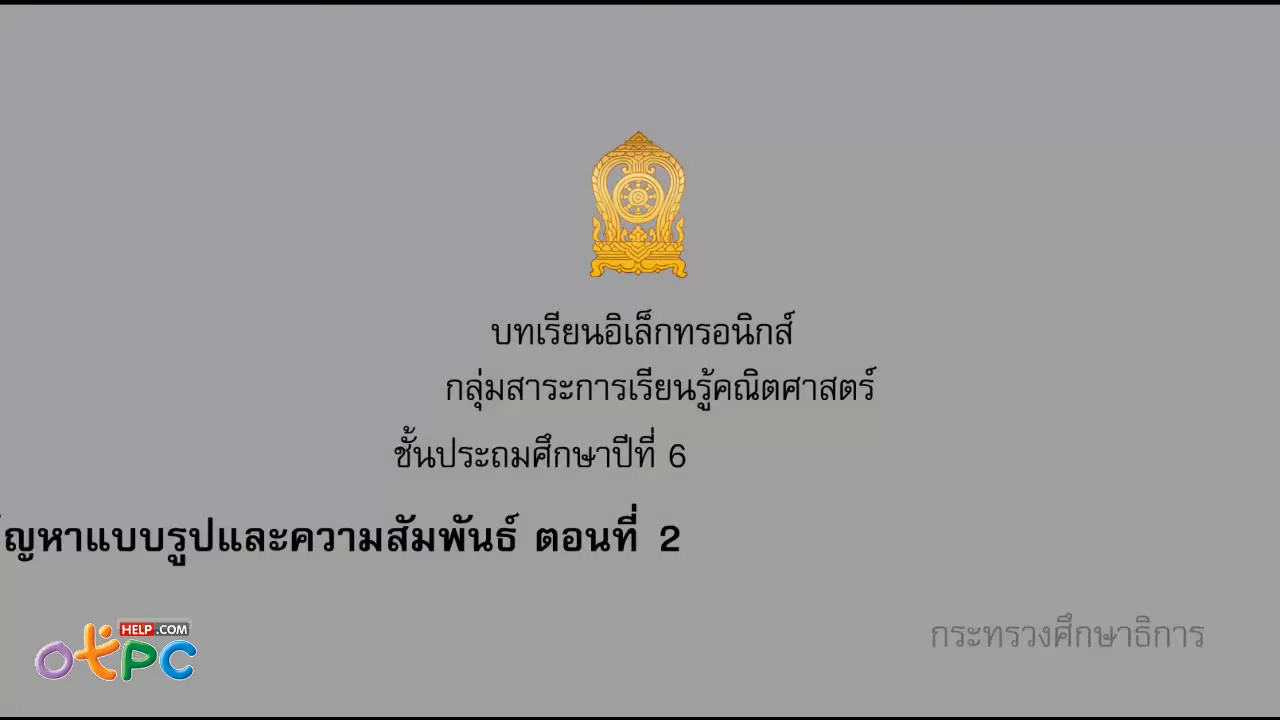 บทเรียนอิเล็กทรอนิกส์
กลุ่มสาระการเรียนรู้คณิตศาสตร์
ชั้นประถมศึกษาปีที่ 6
ญหาแบบรูปและความสัมพันธ์ ตอนที่ 2
HELP.COM
OTPC
กระทรวงศึกษาธิการ